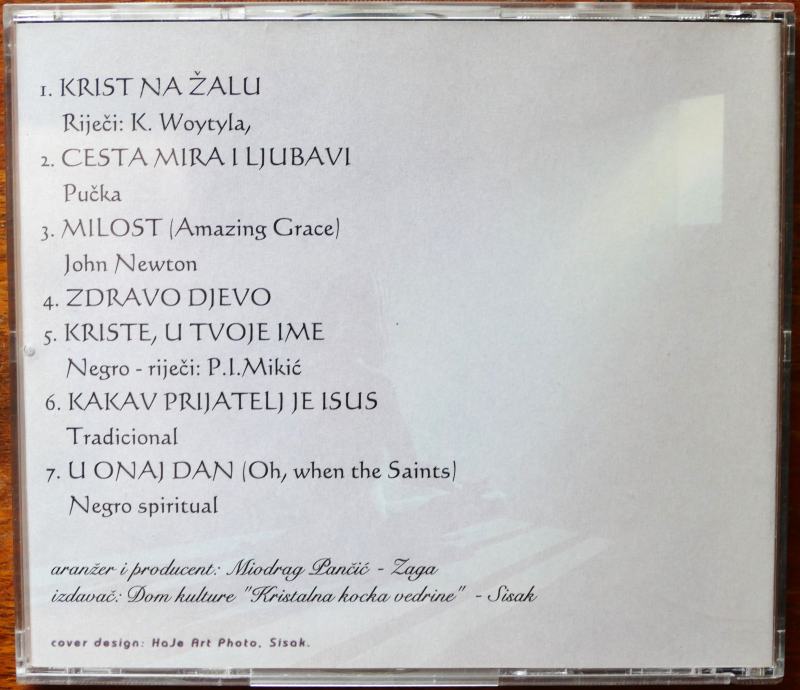 1. KRIST NA ŽALU
Riječi: K. Woytyla,
2. CESTA MIRA I LJUBAVI
Pučka
3. MILOST (Amazing Grace)
John Newton
4. ZDRAVO DJEVO
5. KRISTE, U TVOJE IME
Negro - riječi: P.I.Mikić
6. KAKAV PRIJATELJ JE ISUS
Tradicional
7. U ONAJ DAN (Oh, when the Saints)
Negro spiritual
aranžer i producent: Miodrag Pančić - Zaga
izdavač: Dom kulture "Kristalna kocka vedrine" - Sisak
cover design: HaJe Art Photo, Sisak.